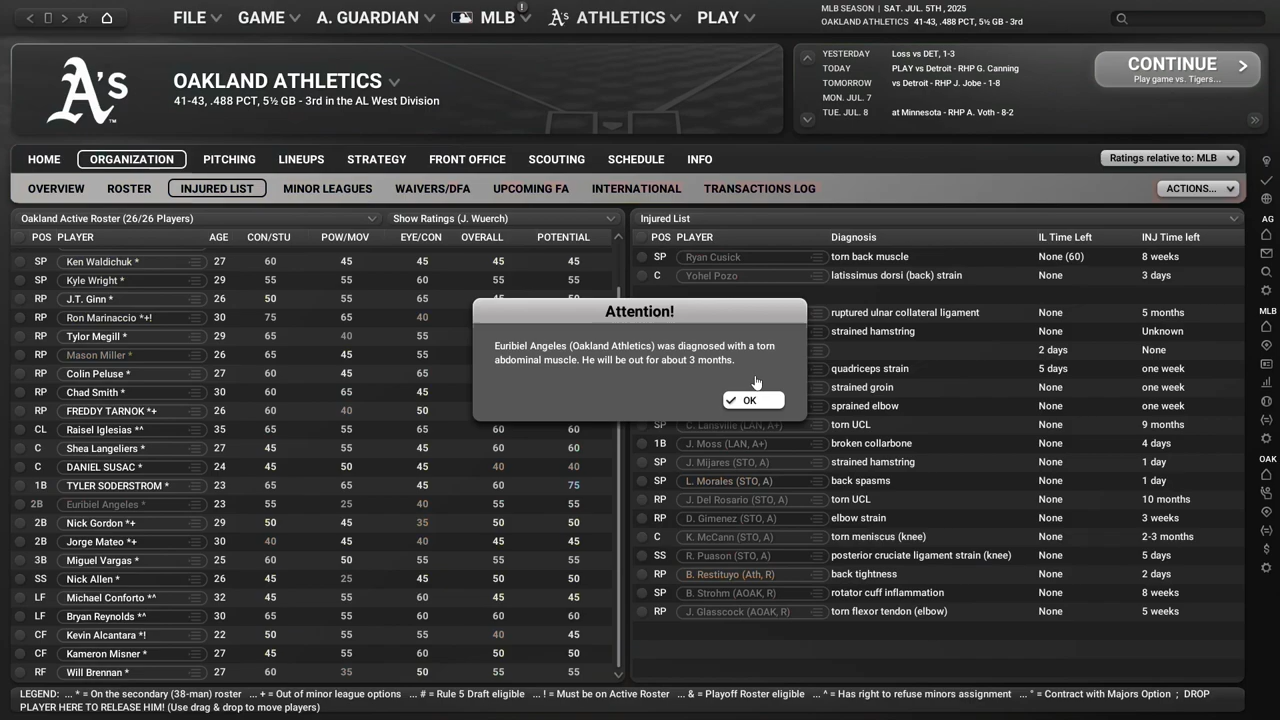 FILE GAME A. GUARDIAN MLB ! A's ATHLETICS PLAY
MLB SEASON | SAT. JUL. 5TH , 2025
OAKLAND ATHLETICS 41-43, .488 PCT, 5½ GB - 3rd
A's
OAKLAND ATHLETICS
41-43, .488 PCT, 5½ GB - 3rd in the AL West Division
YESTERDAY Loss vs DET, 1-3
TODAY PLAY vs Detroit - RHP G. Canning
TOMORROW vs Detroit - RHP J. Jobe - 1-8
MON. JUL. 7
TUE. JUL. 8 at Minnesota - RHP A. Voth - 8-2
CONTINUE
Play game vs. Tigers...
HOME ORGANIZATION PITCHING LINEUPS STRATEGY FRONT OFFICE SCOUTING SCHEDULE INFO
Ratings relative to: MLB
OVERVIEW ROSTER INJURED LIST MINOR LEAGUES WAIVERS/DFA UPCOMING FA INTERNATIONAL TRANSACTIONS LOG
ACTIONS...
Oakland Active Roster (26/26 Players) Show Ratings (J. Wuerch)
POS PLAYER AGE CON/STU POW/MOV EYE/CON OVERALL POTENTIAL
SP Ken Waldichuk * 27 60 45 45 45 45
SP Kyle Wright * 29 55 55 60 55 55
RP J.T. Ginn * 26 50 55 65
RP Ron Marinaccio *+! 30 75 65 40
RP Tylor Megill * 29 65 40 55
RP Mason Miller * 26 65 45 55
RP Colin Peluse * 27 55 65 45
RP Chad Smith * 30 60 65 45
RP FREDDY TARNOK *+ 26 60 40 50
CL Raisel Iglesias *^ 35 65 55 65 60 60
C Shea Langeliers * 27 45 55 45 60 60
C DANIEL SUSAC * 24 45 50 45 40 40
1B TYLER SODERSTROM * 23 65 65 45 60 75
2B Euribiel Angeles * 23 55 25 40 55 55
2B Nick Gordon *+ 29 50 45 35 50 50
2B Jorge Mateo *+ 30 40 45 40 45 45
3B Miguel Vargas * 25 60 50 55 50 50
SS Nick Allen * 26 45 25 45 50 50
LF Michael Conforto *^ 32 45 55 60 45 45
LF Bryan Reynolds *^ 30 65 55 60 60 60
CF Kevin Alcantara *! 22 50 55 55 40 45
CF Kameron Misner * 27 45 55 60 50 50
RF Will Brennan * 27 60 35 50 55 55
Injured List
POS PLAYER Diagnosis IL Time Left INJ Time left
SP Ryan Cusick torn back muscle None (60) 8 weeks
C Yohel Pozo latissimus dorsi (back) strain None 3 days
ruptured ulnar collateral ligament None 5 months
strained hamstring None Unknown
2 days None
quadriceps strain 5 days one week
strained groin None one week
sprained elbow None one week
SP C. Lansville (LAN, A+) torn UCL None 9 months
1B J. Moss (LAN, A+) broken collarbone None 4 days
SP J. Mijares (STO, A) strained hamstring None 1 day
SP L. Morales (STO, A) back spasms None 1 day
RP J. Del Rosario (STO, A) torn UCL None 10 months
RP D. Gimenez (STO, A) elbow strain None 3 weeks
C K. McCann (STO, A) torn meniscus (knee) None 2-3 months
SS R. Puason (STO, A) posterior cruciate ligament strain (knee) None 5 days
RP B. Restituyo (Ath, R) back tightness None 2 days
SP B. Strohm (AOAK, R) rotator cuff inflammation None 8 weeks
RP J. Glasscock (AOAK, R) torn flexor tendon (elbow) None 5 weeks
Attention!
Euribiel Angeles (Oakland Athletics) was diagnosed with a torn
abdominal muscle. He will be out for about 3 months.
OK
AG
MLB
OAK
LEGEND: ... * = On the secondary (38-man) roster ... + = Out of minor league options ... # = Rule 5 Draft eligible ... ! = Must be on Active Roster ... & = Playoff Roster eligible ... ^ = Has right to refuse minors assignment ... ° = Contract with Majors Option ; DROP
PLAYER HERE TO RELEASE HIM! (Use drag & drop to move players)